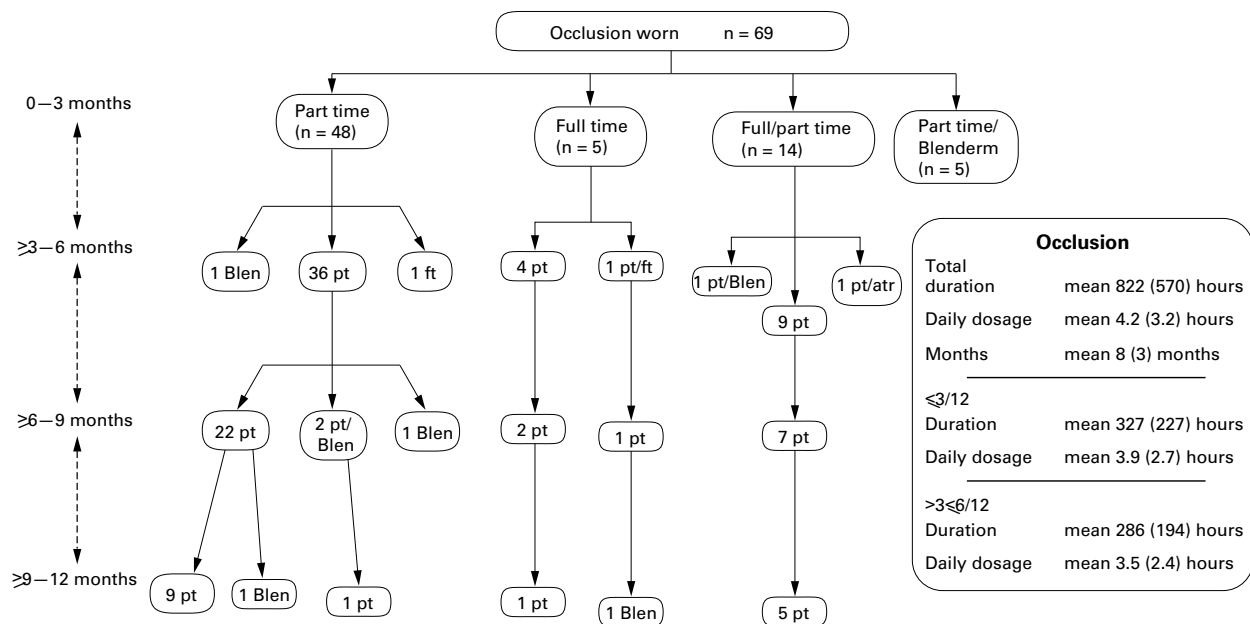 Occlusion worn n = 69
0–3 months
Part time
(n = 48)
Full time
(n = 5)
Full/part time
(n = 14)
Part time/
Blenderm
(n = 5)
⩾3–6 months
1 Blen
36 pt
1 ft
4 pt
1 pt/ft
1 pt/Blen
1 pt/atr
9 pt
⩾6–9 months
22 pt
2 pt/
Blen
1 Blen
2 pt
1 pt
7 pt
⩾9–12 months
9 pt
1 Blen
1 pt
1 pt
1 Blen
5 pt
Occlusion
Total
duration mean 822 (570) hours
Daily dosage mean 4.2 (3.2) hours
Months mean 8 (3) months
⩽3/12
Duration mean 327 (227) hours
Daily dosage mean 3.9 (2.7) hours
>3⩽6/12
Duration mean 286 (194) hours
Daily dosage mean 3.5 (2.4) hours